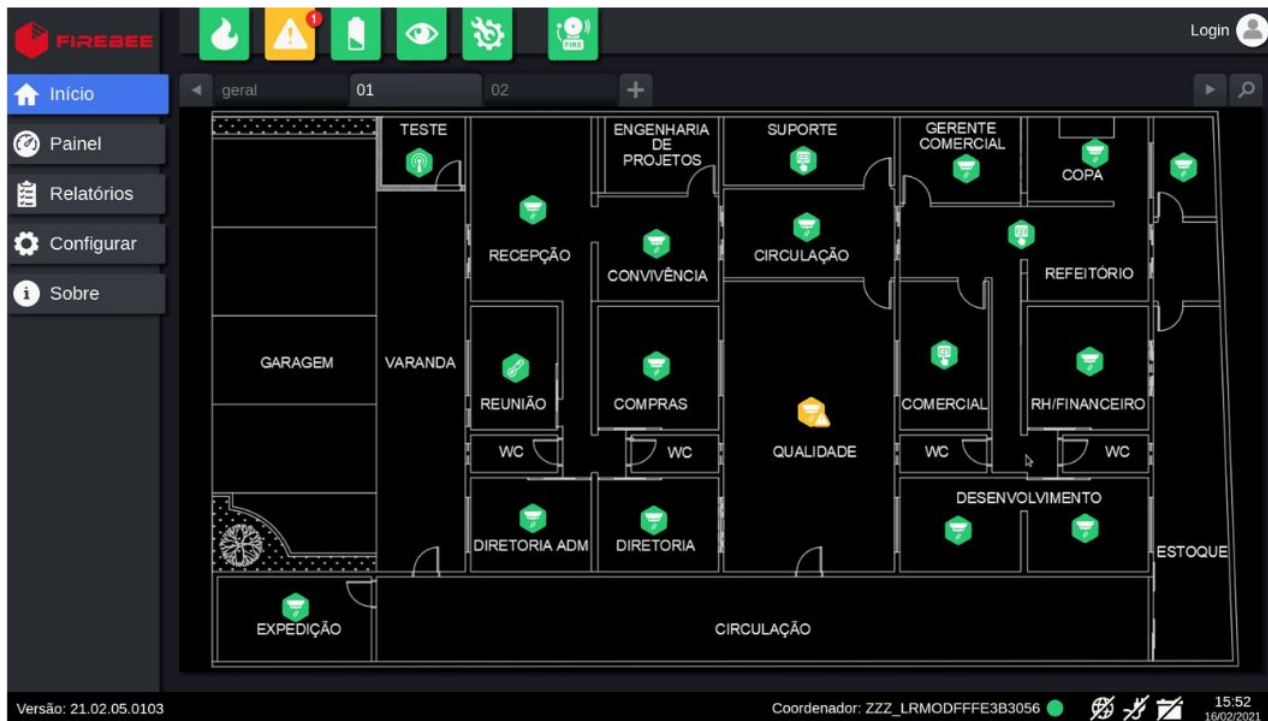 FIREBEE
1
FIRE
Login
Início
Painel
Relatórios
Configurar
Sobre
geral
01
02
TESTE
ENGENHARIA
DE
PROJETOS
SUPORTE
GERENTE
COMERCIAL
COPA
RECEPÇÃO
CONVIVÊNCIA
CIRCULAÇÃO
REFEITÓRIO
GARAGEM
VARANDA
REUNIÃO
COMPRAS
COMERCIAL
RH/FINANCEIRO
WC
WC
QUALIDADE
WC
WC
DESENVOLVIMENTO
DIRETORIA ADM
DIRETORIA
ESTOQUE
EXPEDIÇÃO
CIRCULAÇÃO
Versão: 21.02.05.0103
Coordenador: ZZZ_LRMODFFFE3B3056
15:52
16/02/2021